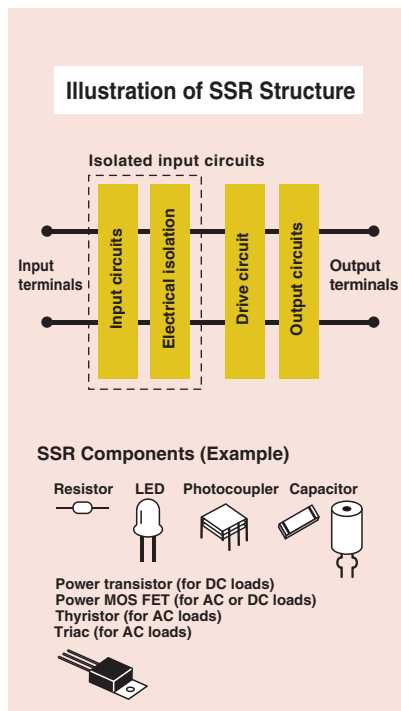 Illustration of SSR Structure
Isolated input circuits
Input
terminals
Input circuits
Electrical isolation
Drive circuit
Output circuits
Output
terminals
SSR Components (Example)
Resistor LED Photocoupler Capacitor
Power transistor (for DC loads)
Power MOS FET (for AC or DC loads)
Thyristor (for AC loads)
Triac (for AC loads)